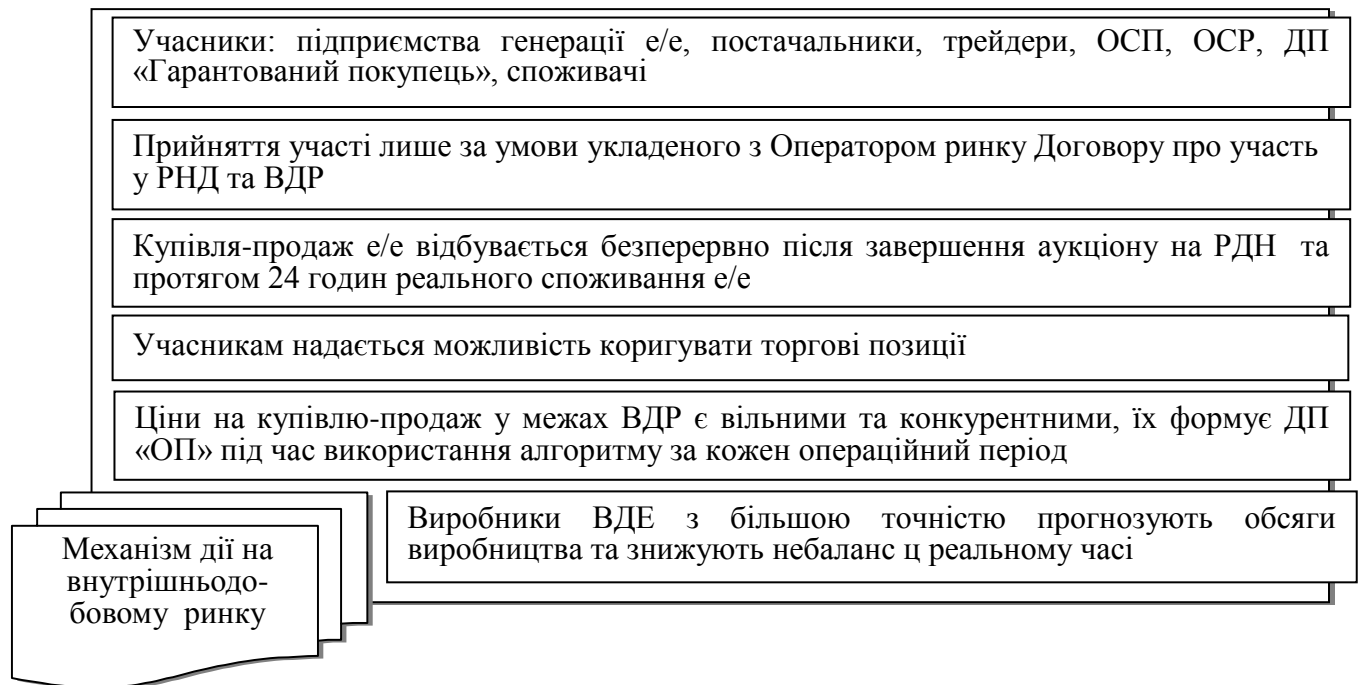 Учасники: підприємства генерації е/е, постачальники, трейдери, ОСП, ОСР, ДП
«Гарантований покупець», споживачі
Прийняття участі лише за умови укладеного з Оператором ринку Договору про участь
у РНД та ВДР
Купівля-продаж е/е відбувається безперервно після завершення аукціону на РДН та
протягом 24 годин реального споживання е/е
Учасникам надається можливість коригувати торгові позиції
Ціни на купівлю-продаж у межах ВДР є вільними та конкурентними, їх формує ДП
«ОП» під час використання алгоритму за кожен операційний період
Виробники ВДЕ з більшою точністю прогнозують обсяги
виробництва та знижують небаланс ц реальному часі
Механізм дії на
внутрішньодо-
бовому ринку